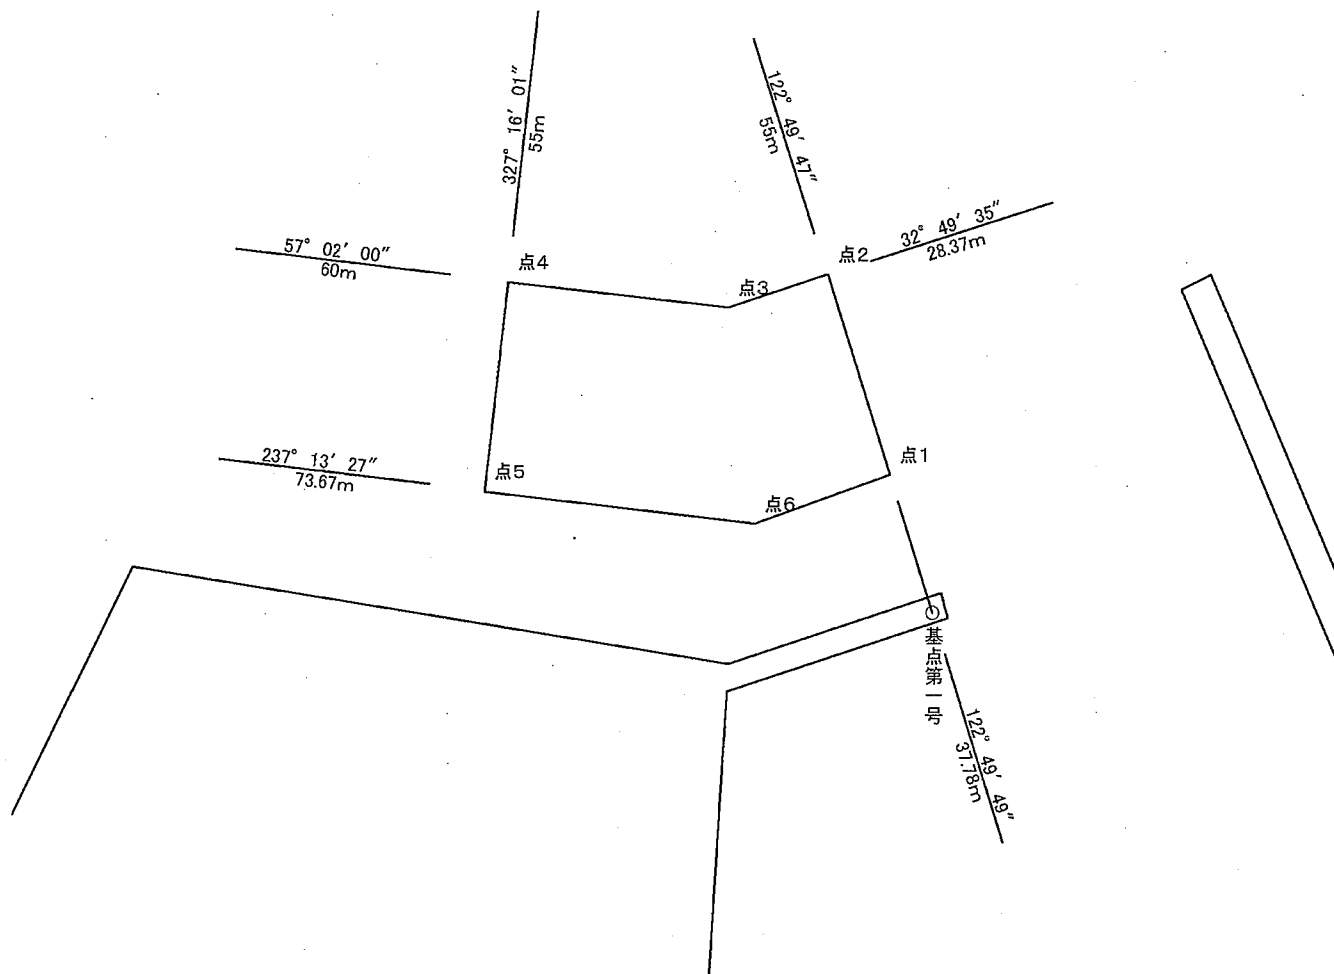 327° 16′ 01″
55m
122° 49′ 47″
55m
32° 49′ 35″
28.37m
57° 02′ 00″
60m
点4
点3
点2
237° 13′ 27″
73.67m
点5
点6
点1
基点第一号
122° 49′ 49″
37.78m